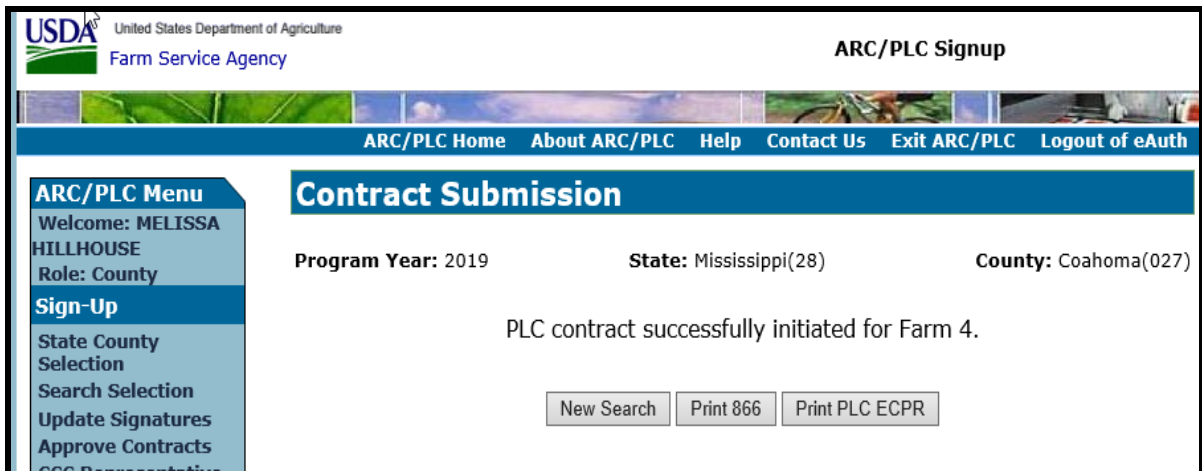 USDA United States Department of Agriculture
Farm Service Agency
ARC/PLC Signup
ARC/PLC Home About ARC/PLC Help Contact Us Exit ARC/PLC Logout of eAuth
ARC/PLC Menu
Welcome: MELISSA
HILLHOUSE
Role: County
Sign-Up
State County
Selection
Search Selection
Update Signatures
Approve Contracts
CCC Representative
Contract Submission
Program Year: 2019 State: Mississippi(28) County: Coahoma(027)
PLC contract successfully initiated for Farm 4.
New Search Print 866 Print PLC ECPR